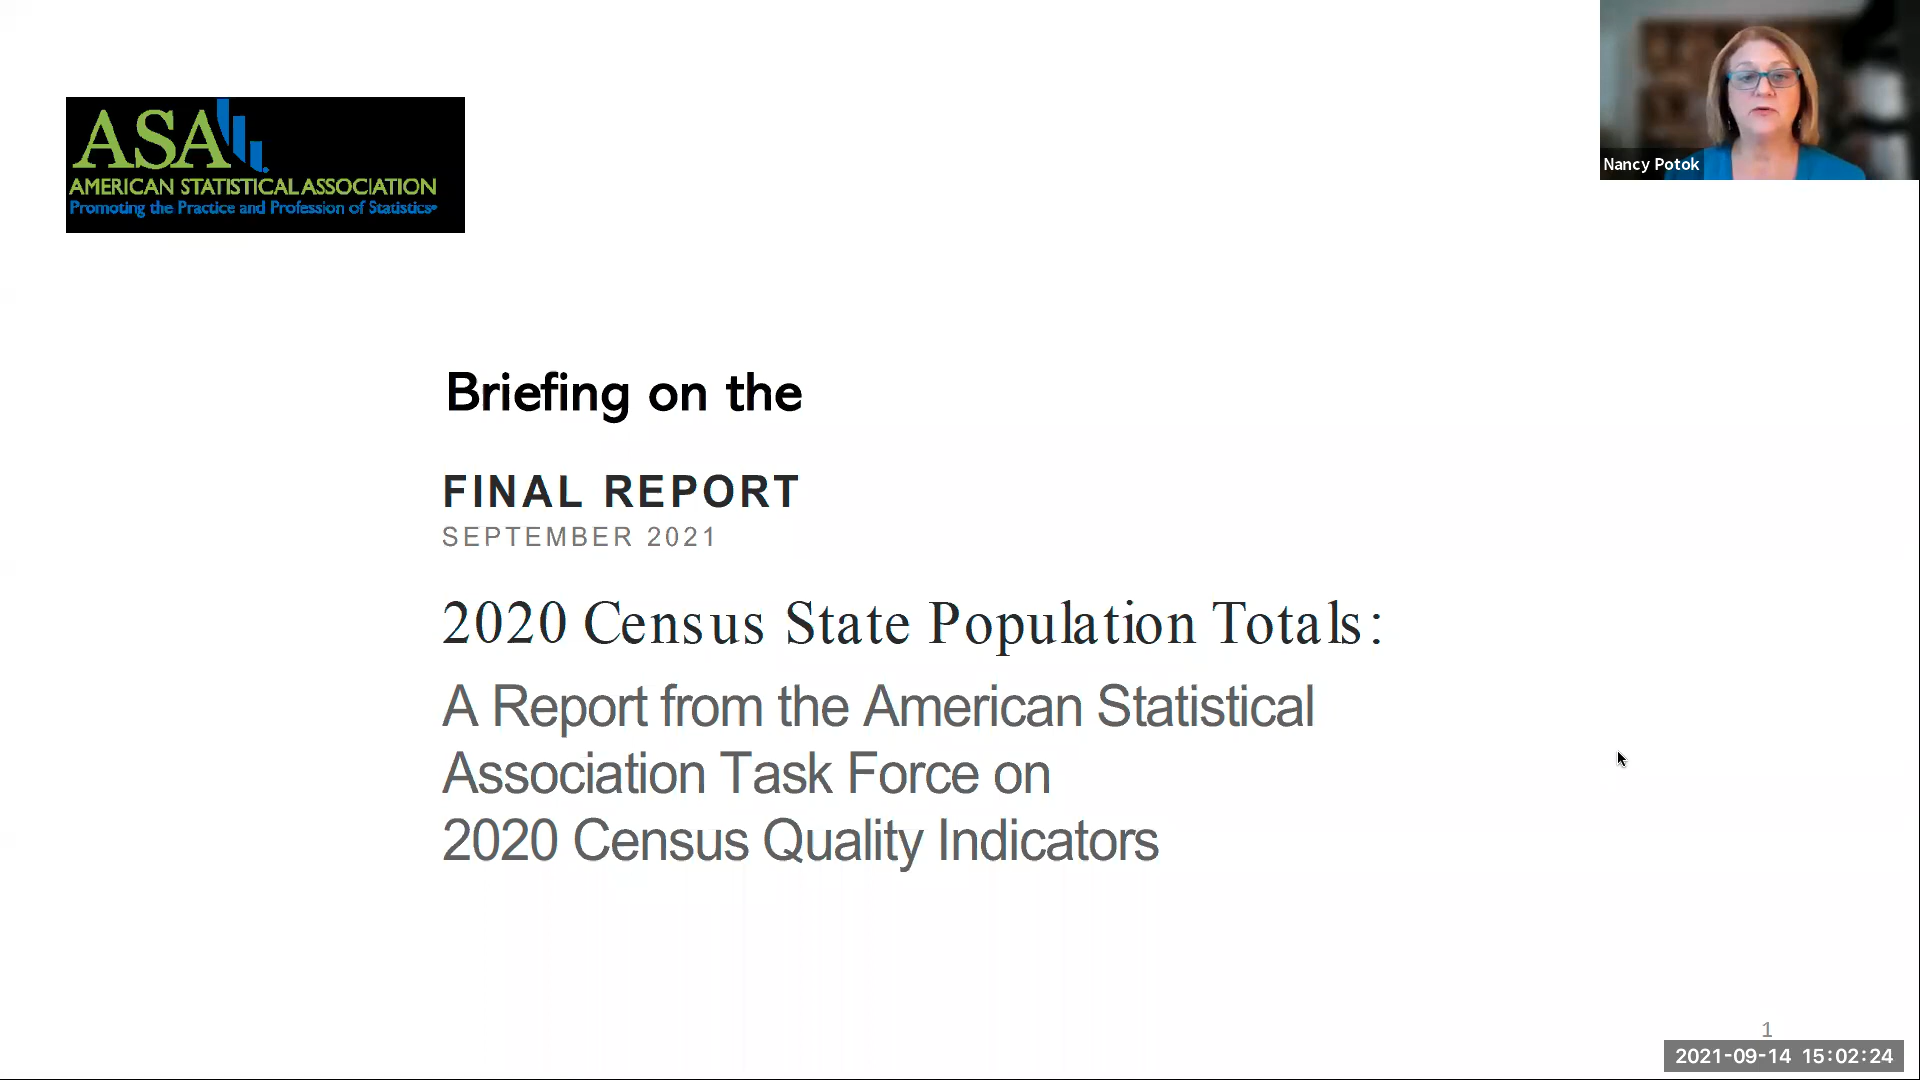 ASA
AMERICAN STATISTICAL ASSOCIATION
Promoting the Practice and Profession of Statistics®
Nancy Potok
Briefing on the
FINAL REPORT
SEPTEMBER 2021
2020 Census State Population Totals:
A Report from the American Statistical
Association Task Force on
2020 Census Quality Indicators
1
2021-09-14 15:02:24